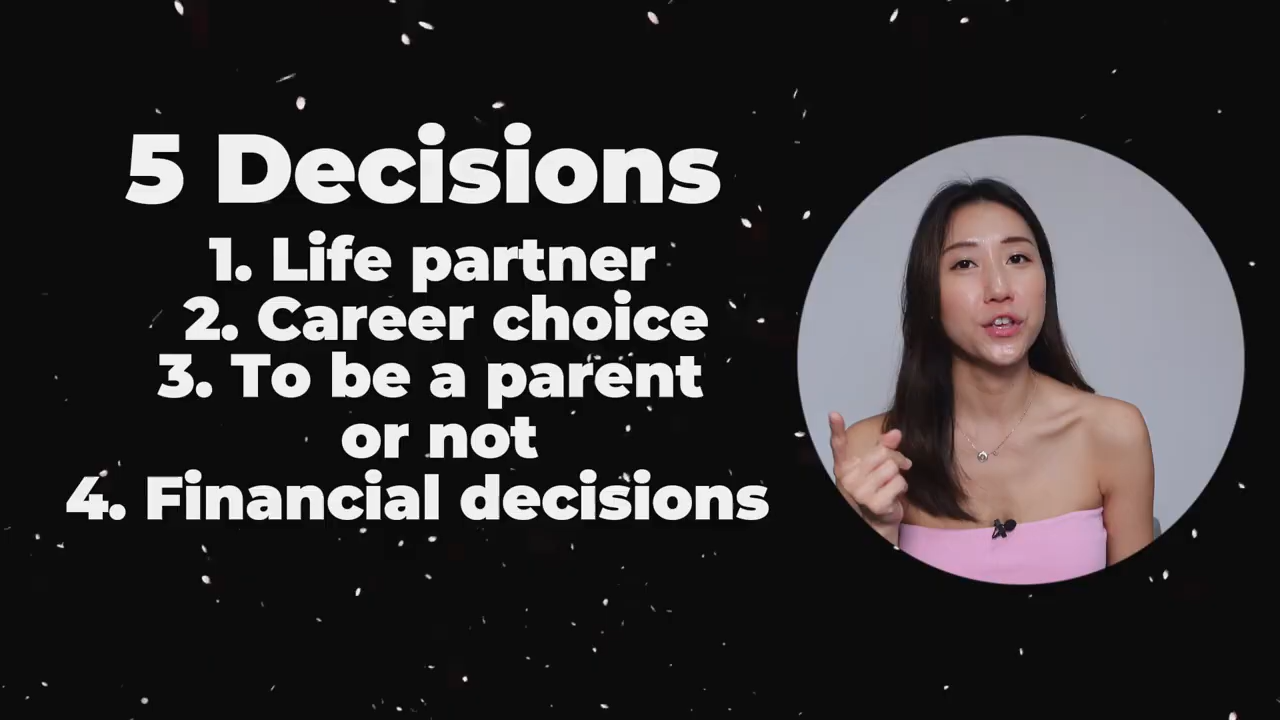 5 Decisions
1. Life partner
2. Career choice
3. To be a parent
or not
4. Financial decisions